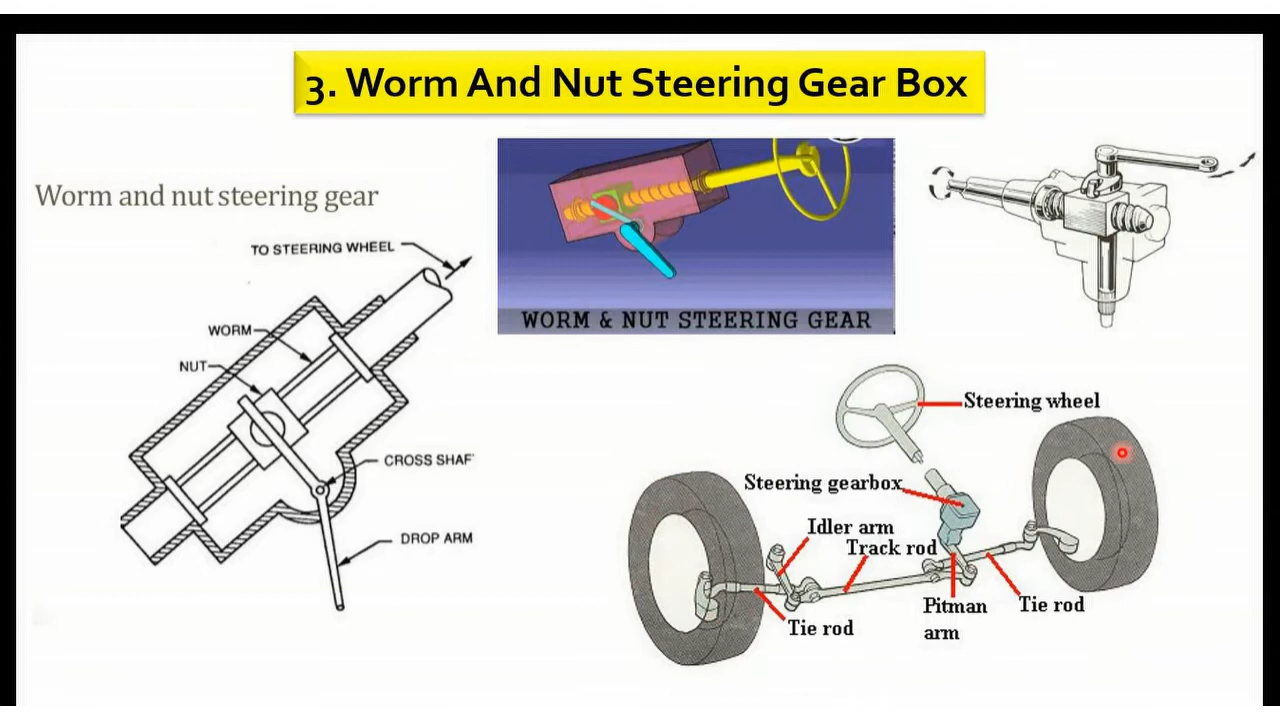 3. Worm And Nut Steering Gear Box
Worm and nut steering gear
TO STEERING WHEEL
WORM
NUT
CROSS SHAF
DROP ARM
WORM & NUT STEERING GEAR
Steering wheel
Steering gearbox
Idler arm
Track rod
Pitman
arm
Tie rod
Tie rod